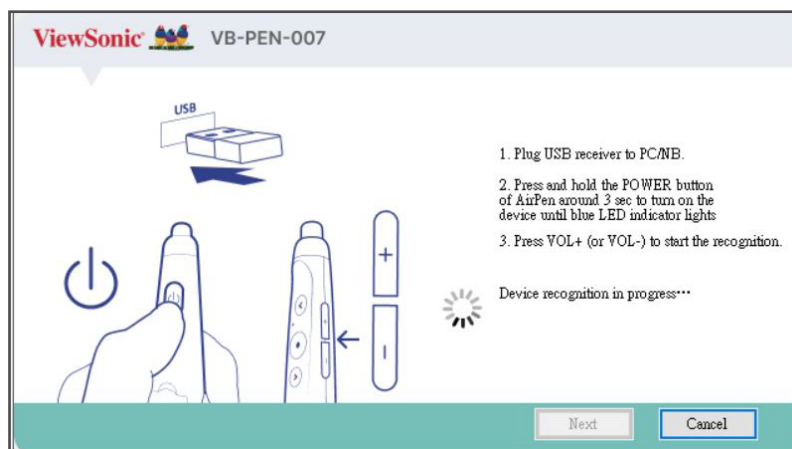 ViewSonic VB-PEN-007
USB
1. Plug USB receiver to PC/NB.
2. Press and hold the POWER button
of AirPen around 3 sec to turn on the
device until blue LED indicator lights
3. Press VOL+ (or VOL-) to start the recognition.
+
-
Device recognition in progress···
Next Cancel